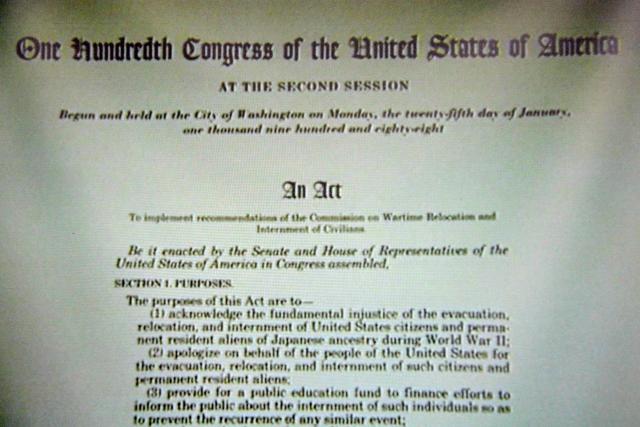 One Hundredth Congress of the United States of America
AT THE SECOND SESSION
Begun and held at the City of Washington on Monday, the twenty-fifth day of January,
one thousand nine hundred and eighty-eight
An Act
To implement recommendations of the Commission on Wartime Relocation and
Internment of Civilians.
Be it enacted by the Senate and House of Representatives of the
United States of America in Congress assembled,
SECTION 1. PURPOSES.
The purposes of this Act are to—
(1) acknowledge the fundamental injustice of the evacuation,
relocation, and internment of United States citizens and perma-
nent resident aliens of Japanese ancestry during World War II;
(2) apologize on behalf of the people of the United States for
the evacuation, relocation, and internment of such citizens and
permanent resident aliens;
(3) provide for a public education fund to finance efforts to
inform the public about the internment of such individuals so as
to prevent the recurrence of any similar event;